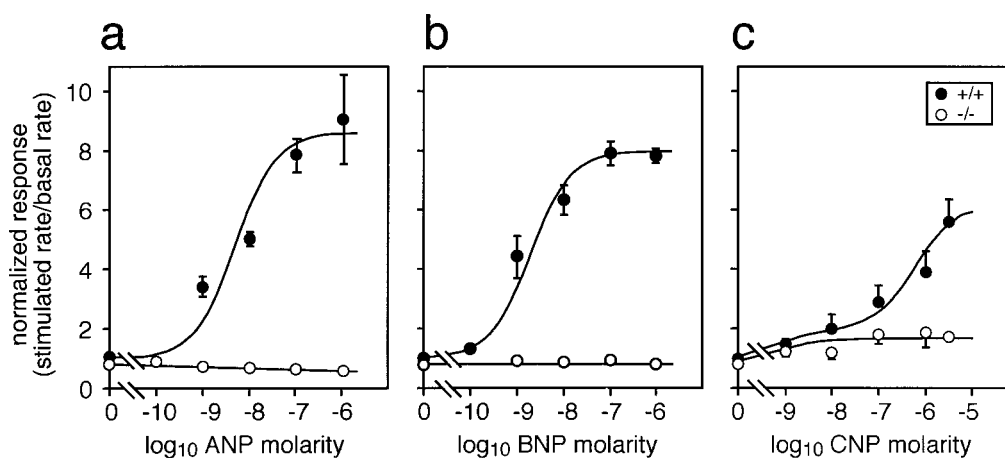 a b c
normalized response
(stimulated rate/basal rate)
10
8
6
4
2
0
+/+
-/-
0 -10 -9 -8 -7 -6
0 -10 -9 -8 -7 -6
0 -9 -8 -7 -6 -5
log10 ANP molarity
log10 BNP molarity
log10 CNP molarity